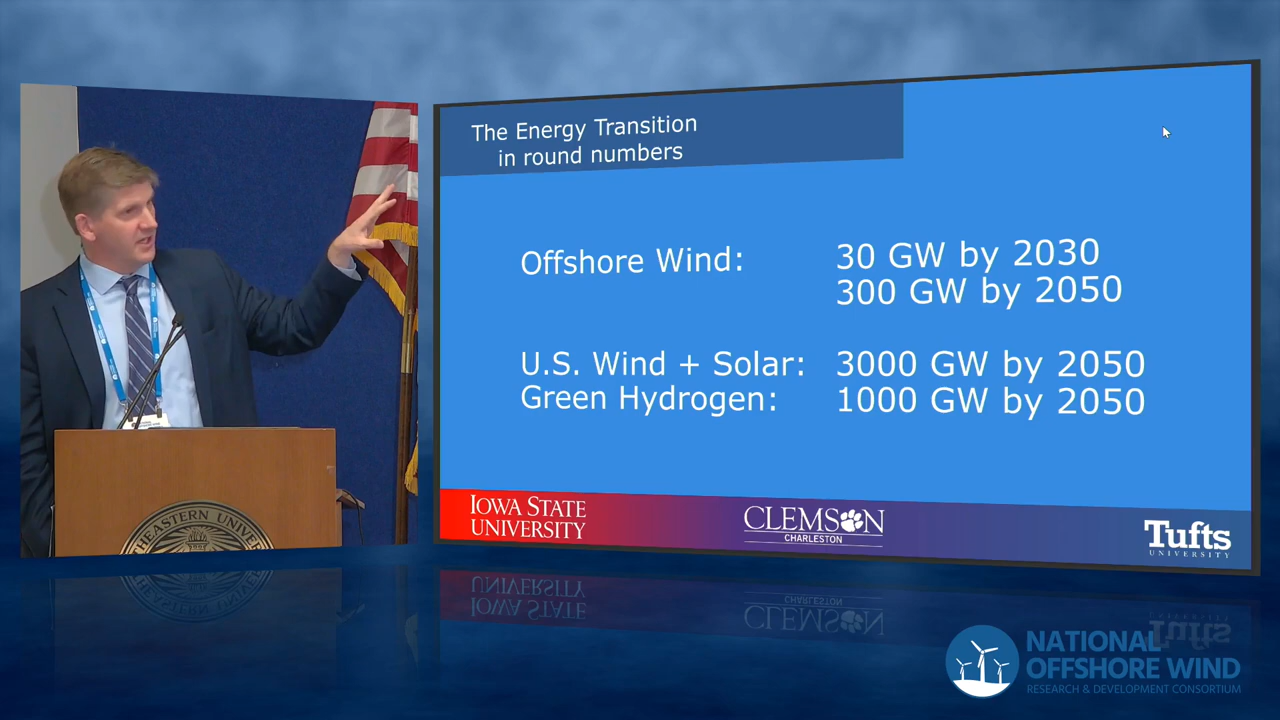 The Energy Transition
in round numbers
Offshore Wind: 30 GW by 2030
300 GW by 2050
U.S. Wind + Solar: 3000 GW by 2050
Green Hydrogen: 1000 GW by 2050
IOWA STATE
UNIVERSITY
CLEMSON
CHARLESTON
Tufts
UNIVERSITY
HEASTERN UNIVE
NATIONAL
OFFSHORE WIND
RESEARCH & DEVELOPMENT CONSORTIUM